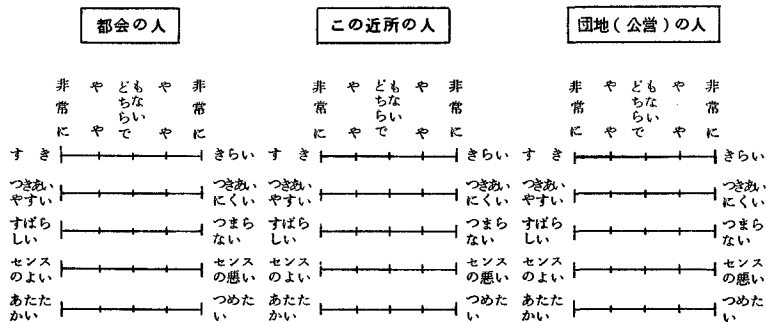 都会の人
非常に やや どちらでもない やや 非常に
すき きらい
つきあいやすい つきあいにくい
すばらしい つまらない
センスのよい センスの悪い
あたたかい つめたい
この近所の人
非常に やや どちらでもない やや 非常に
すき きらい
つきあいやすい つきあいにくい
すばらしい つまらない
センスのよい センスの悪い
あたたかい つめたい
団地(公営)の人
非常に やや どちらでもない やや 非常に
すき きらい
つきあいやすい つきあいにくい
すばらしい つまらない
センスのよい センスの悪い
あたたかい つめたい